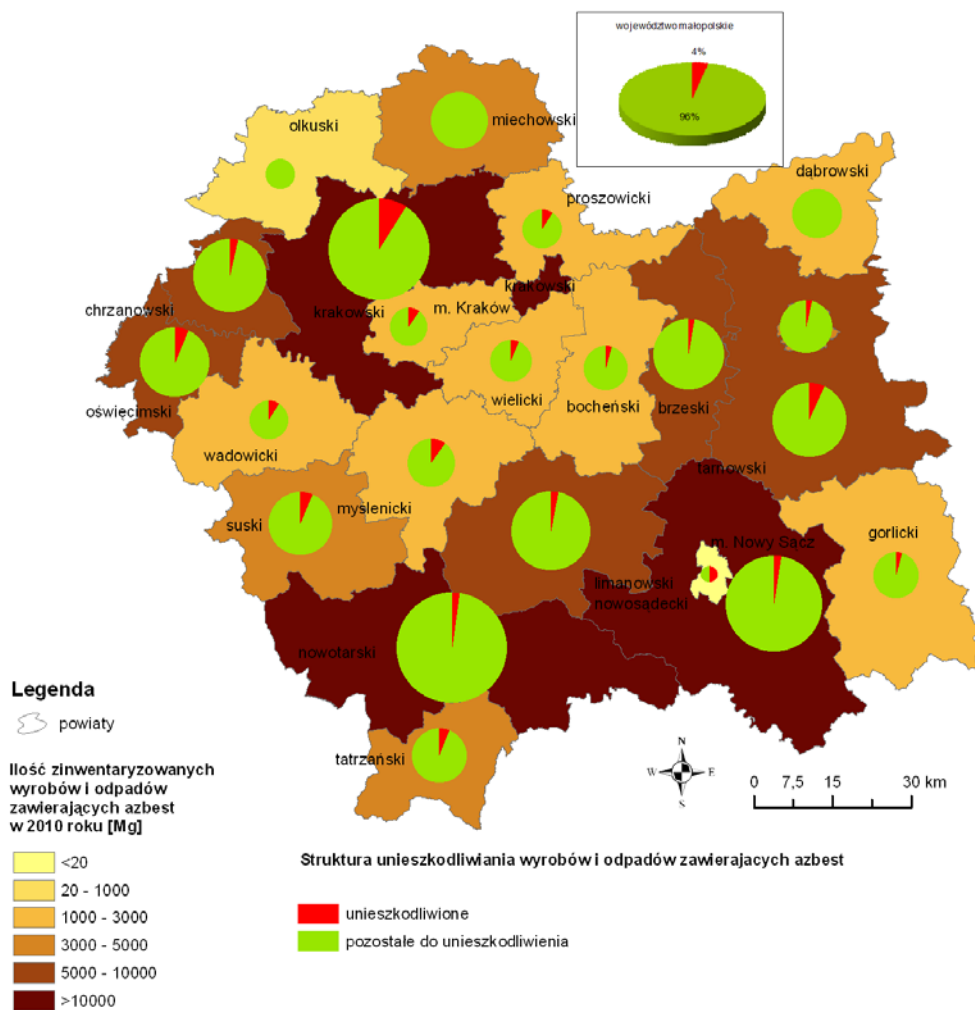 województwo małopolskie
4%
96%
olkuski
miechowski
dąbrowski
proszowicki
krakowski
chrzanowski
krakowski
m. Kraków
oświęcimski
wielicki
bocheński
brzeski
wadowicki
tarnowski
suski
myslenicki
gorlicki
m. Nowy Sacz
limanowski
nowosądecki
nowotarski
tatrzański
Legenda
powiaty
Ilość zinwentaryzowanych
wyrobów i odpadów
zawierających azbest
w 2010 roku [Mg]
<20
20 - 1000
1000 - 3000
3000 - 5000
5000 - 10000
>10000
N
W E
S
0 7,5 15 30 km
Struktura unieszkodliwiania wyrobów i odpadów zawierajacych azbest
unieszkodliwione
pozostałe do unieszkodliwienia